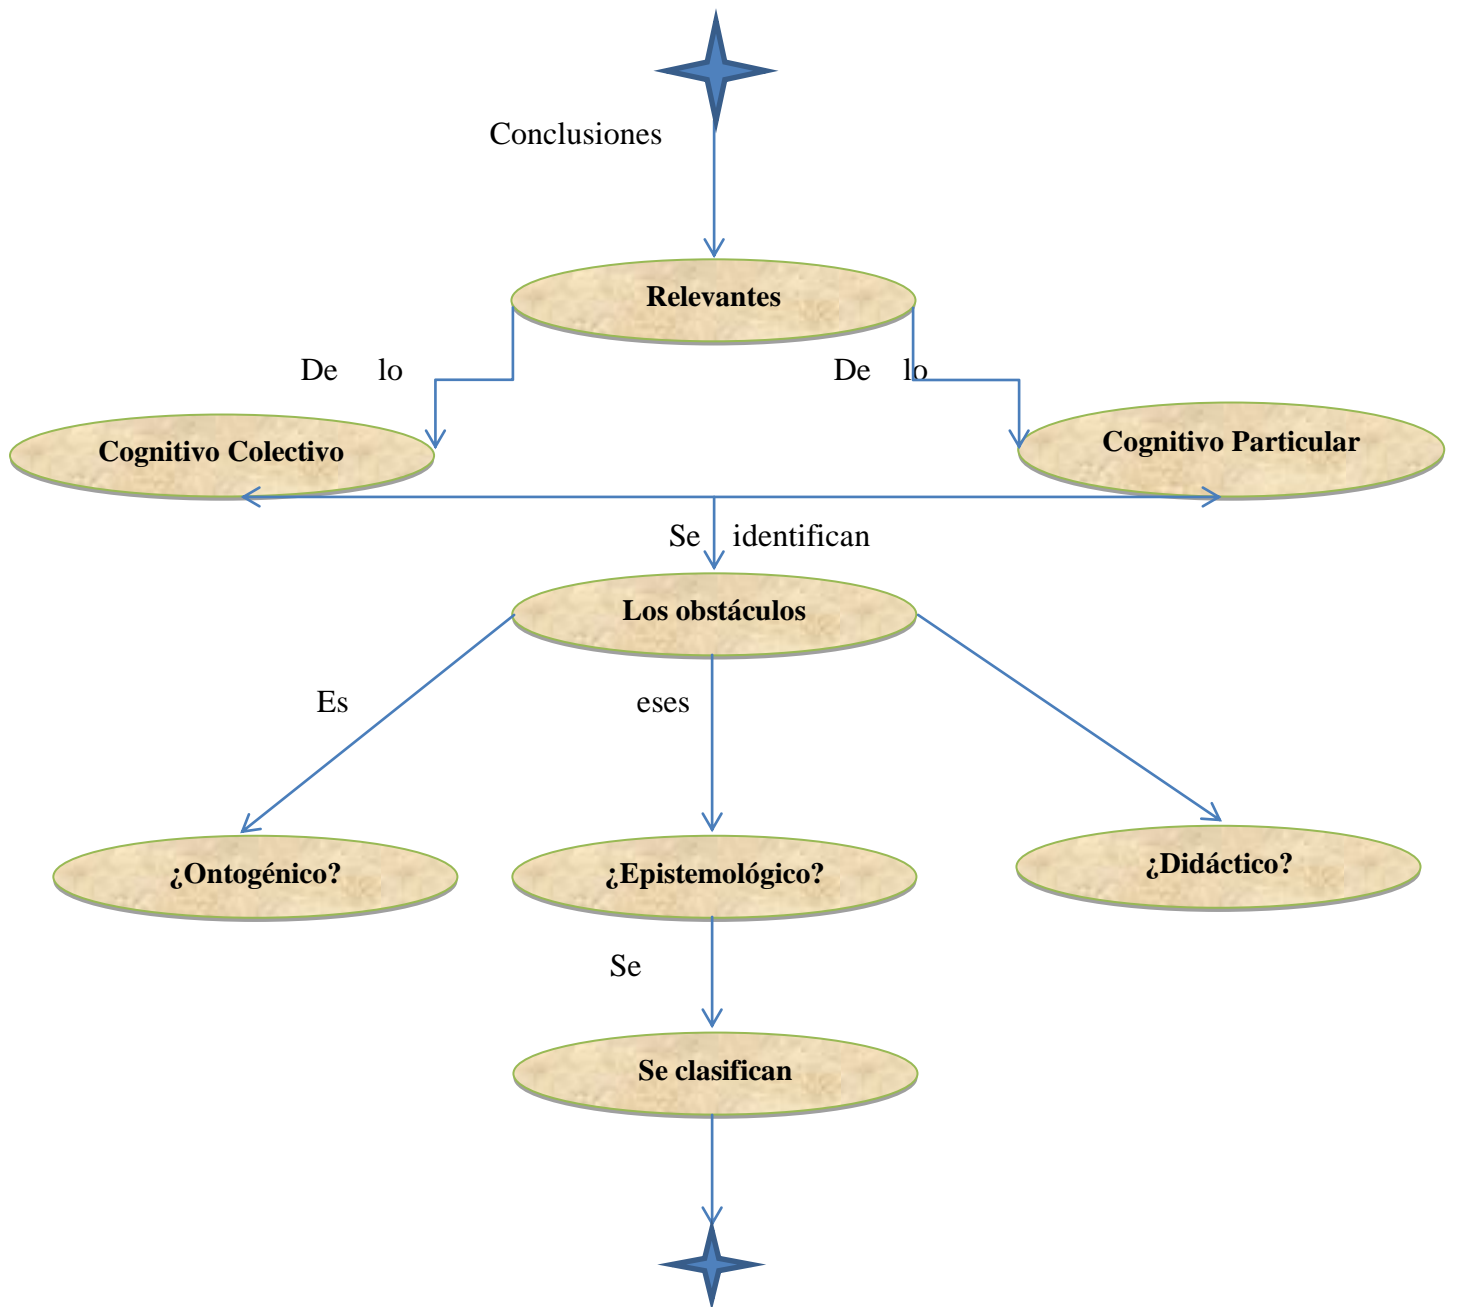 Conclusiones
Relevantes
De lo
De lo
Cognitivo Colectivo
Cognitivo Particular
Se identifican
Los obstáculos
Es
eses
¿Ontogénico?
¿Epistemológico?
¿Didáctico?
Se
Se clasifican